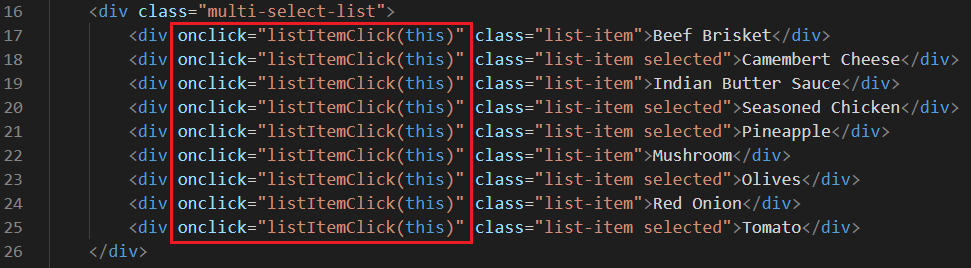 16 <div class="multi-select-list">
17 <div onclick="listItemClick(this)" class="list-item">Beef Brisket</div>
18 <div onclick="listItemClick(this)" class="list-item selected">Camembert Cheese</div>
19 <div onclick="listItemClick(this)" class="list-item">Indian Butter Sauce</div>
20 <div onclick="listItemClick(this)" class="list-item selected">Seasoned Chicken</div>
21 <div onclick="listItemClick(this)" class="list-item selected">Pineapple</div>
22 <div onclick="listItemClick(this)" class="list-item">Mushroom</div>
23 <div onclick="listItemClick(this)" class="list-item selected">Olives</div>
24 <div onclick="listItemClick(this)" class="list-item">Red Onion</div>
25 <div onclick="listItemClick(this)" class="list-item selected">Tomato</div>
26 </div>